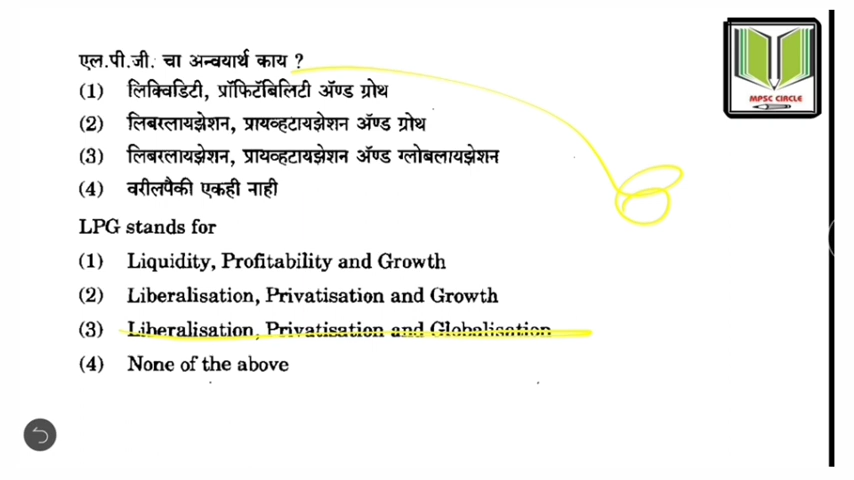 एल.पी.जी. चा अन्वयार्थ काय ?
(1) लिक्विडिटी, प्रॉफिटॅबिलिटी ॲण्ड ग्रोथ
(2) लिबरलायझेशन, प्रायव्हटायझेशन ॲण्ड ग्रोथ
(3) लिबरलायझेशन, प्रायव्हटायझेशन ॲण्ड ग्लोबलायझेशन
(4) वरीलपैकी एकही नाही
LPG stands for
(1) Liquidity, Profitability and Growth
(2) Liberalisation, Privatisation and Growth
(3) Liberalisation, Privatisation and Globalisation
(4) None of the above
MPSC CIRCLE